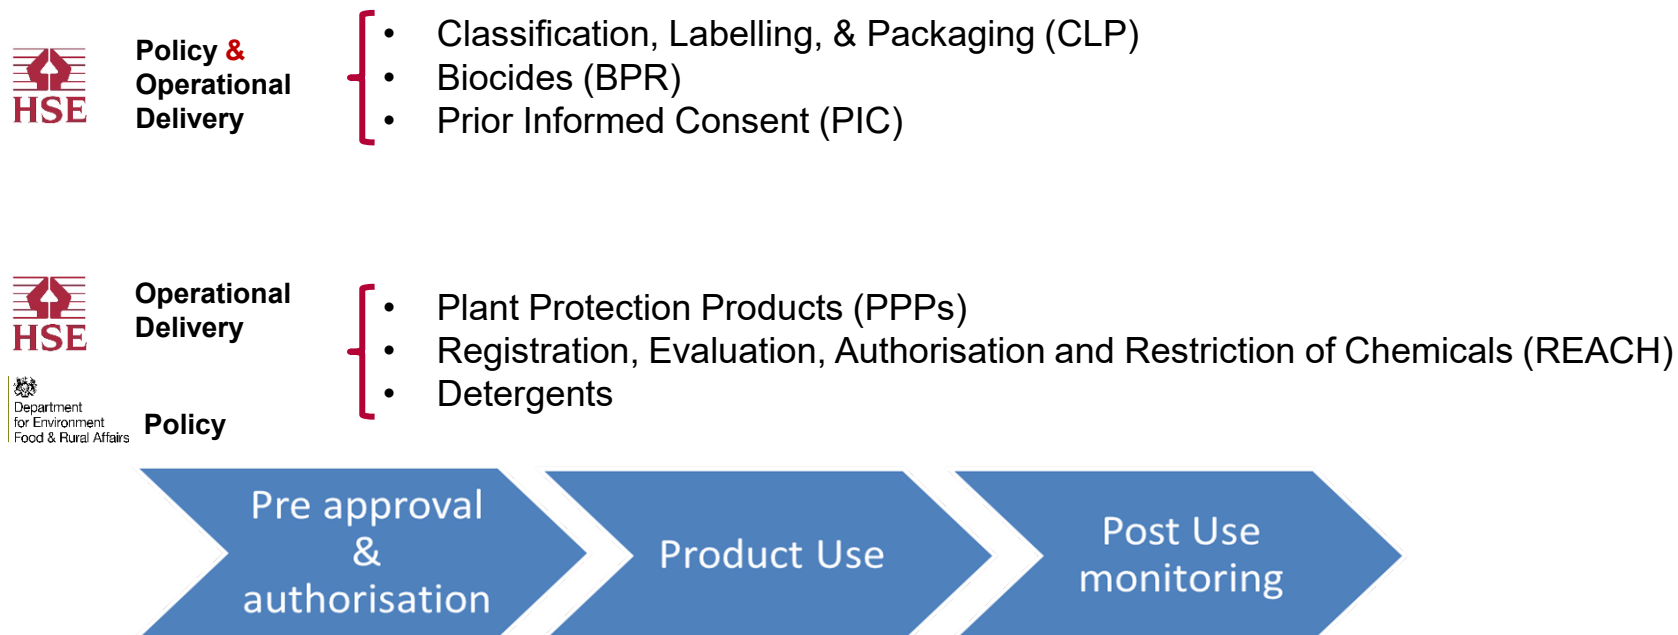 HSE
Policy &
Operational
Delivery
• Classification, Labelling, & Packaging (CLP)
• Biocides (BPR)
• Prior Informed Consent (PIC)
HSE
Operational
Delivery
Department
for Environment
Food & Rural Affairs
Policy
• Plant Protection Products (PPPs)
• Registration, Evaluation, Authorisation and Restriction of Chemicals (REACH)
• Detergents
Pre approval
&
authorisation
Product Use
Post Use
monitoring